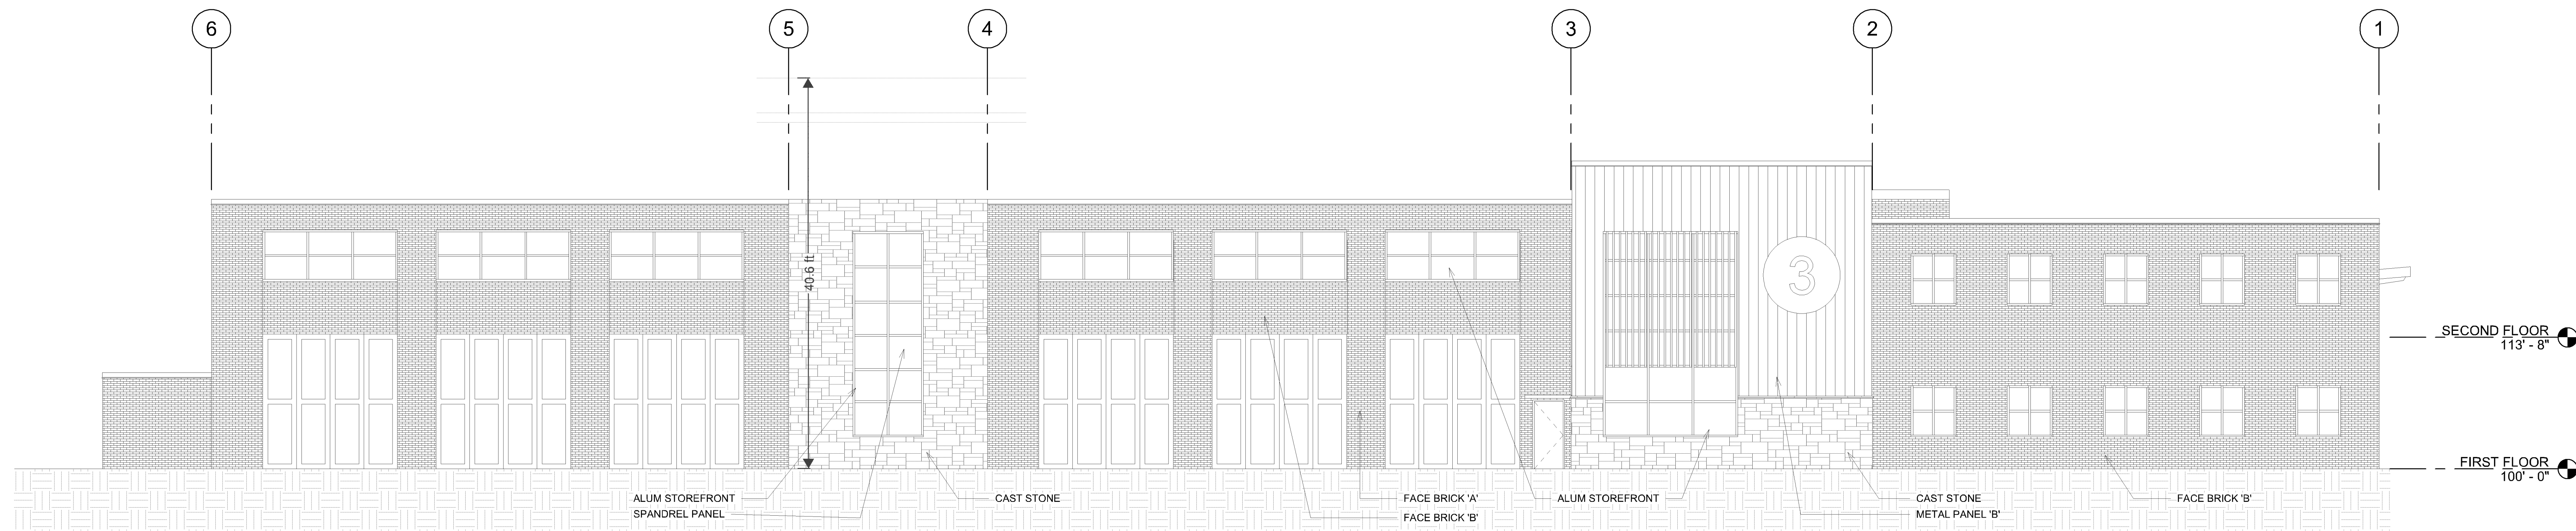 6
5
4
3
2
1
40.6 ft
3
SECOND FLOOR
113' - 8"
FIRST FLOOR
100' - 0"
ALUM STOREFRONT
SPANDREL PANEL
CAST STONE
FACE BRICK 'A'
FACE BRICK 'B'
ALUM STOREFRONT
CAST STONE
METAL PANEL 'B'
FACE BRICK 'B'